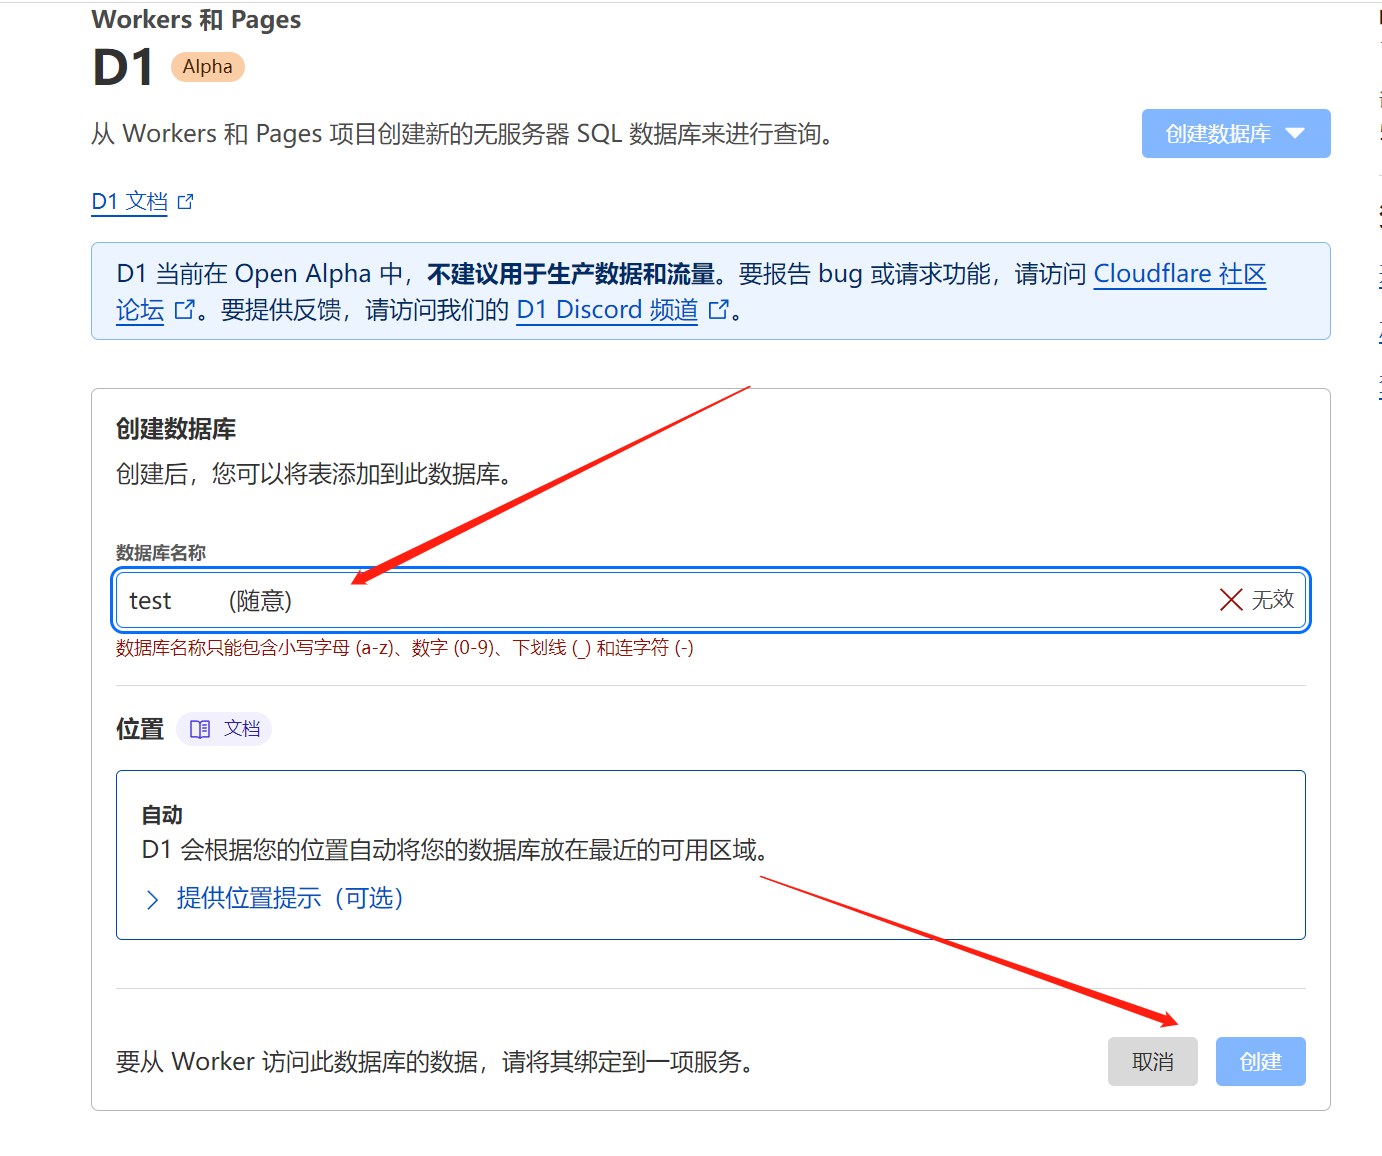 Workers 和 Pages
D1 Alpha
从 Workers 和 Pages 项目创建新的无服务器 SQL 数据库来进行查询。
创建数据库
D1 文档
D1 当前在 Open Alpha 中，不建议用于生产数据和流量。要报告 bug 或请求功能，请访问 Cloudflare 社区
论坛。要提供反馈，请访问我们的 D1 Discord 频道。
创建数据库
创建后，您可以将表添加到此数据库。
数据库名称
test (随意) 无效
数据库名称只能包含小写字母 (a-z)、数字 (0-9)、下划线 (_) 和连字符 (-)
位置 文档
自动
D1 会根据您的位置自动将您的数据库放在最近的可用区域。
提供位置提示（可选）
要从 Worker 访问此数据库的数据，请将其绑定到一项服务。
取消 创建